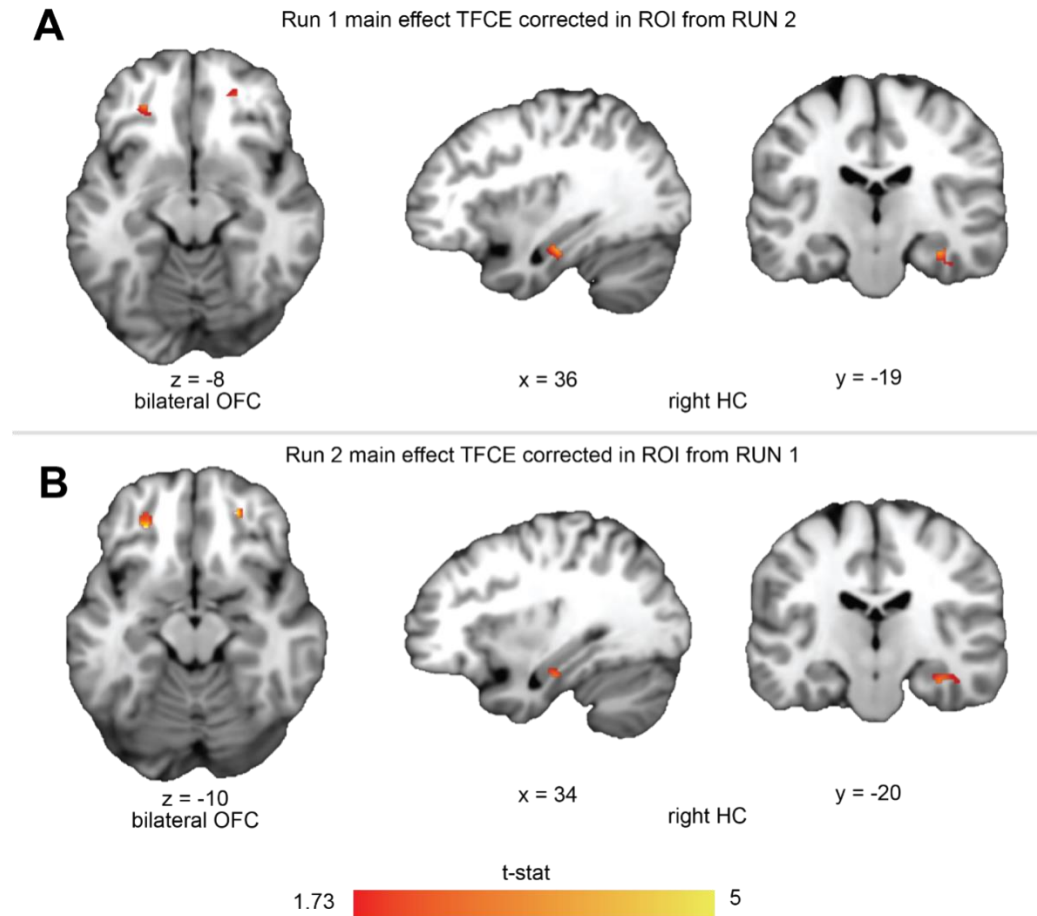 A
Run 1 main effect TFCE corrected in ROI from RUN 2
z = -8
bilateral OFC
x = 36
right HC
y = -19
B
Run 2 main effect TFCE corrected in ROI from RUN 1
z = -10
bilateral OFC
x = 34
right HC
y = -20
t-stat
1.73
5